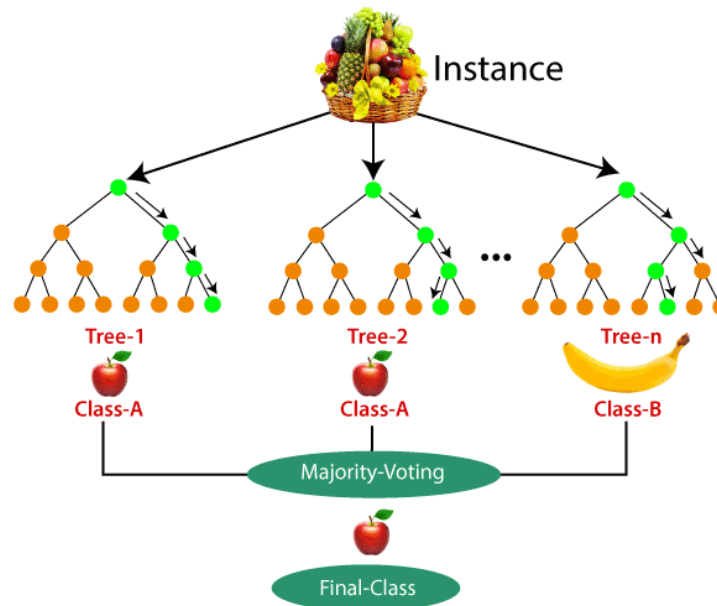 Instance
...
Tree-1
Tree-2
Tree-n
Class-A
Class-A
Class-B
Majority-Voting
Final-Class